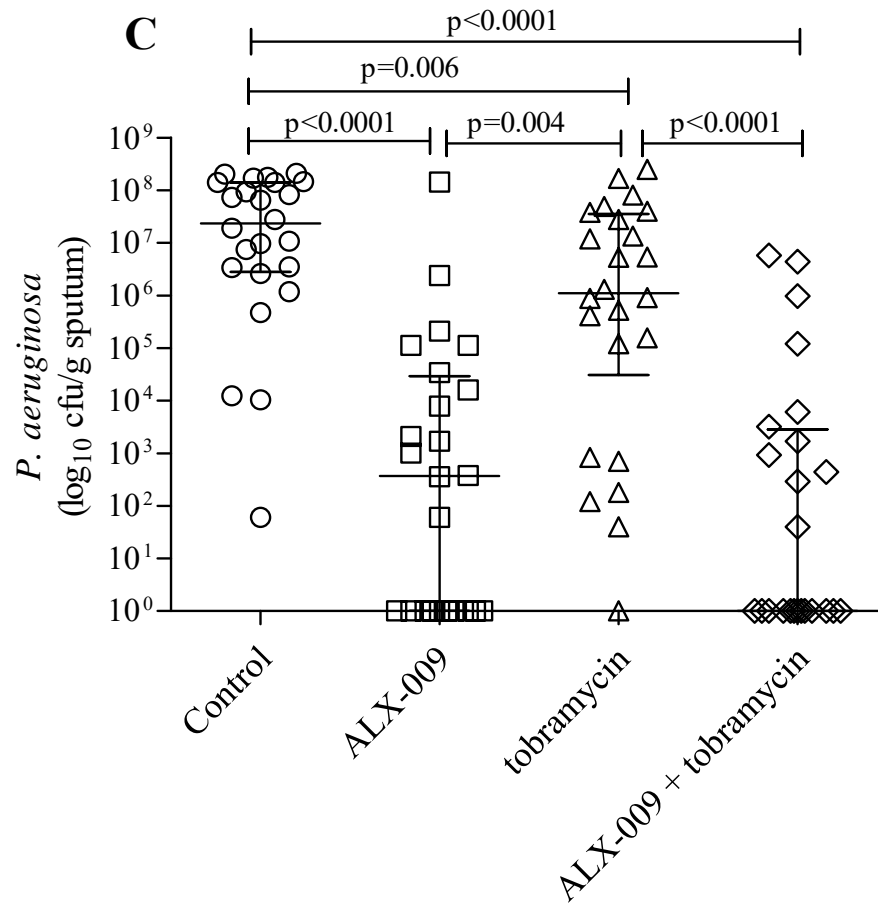 C
p<0.0001
p=0.006
p<0.0001
p=0.004
p<0.0001
P. aeruginosa
(log₁₀ cfu/g sputum)
10⁹
10⁸
10⁷
10⁶
10⁵
10⁴
10³
10²
10¹
10⁰
Control
ALX-009
tobramycin
ALX-009 + tobramycin